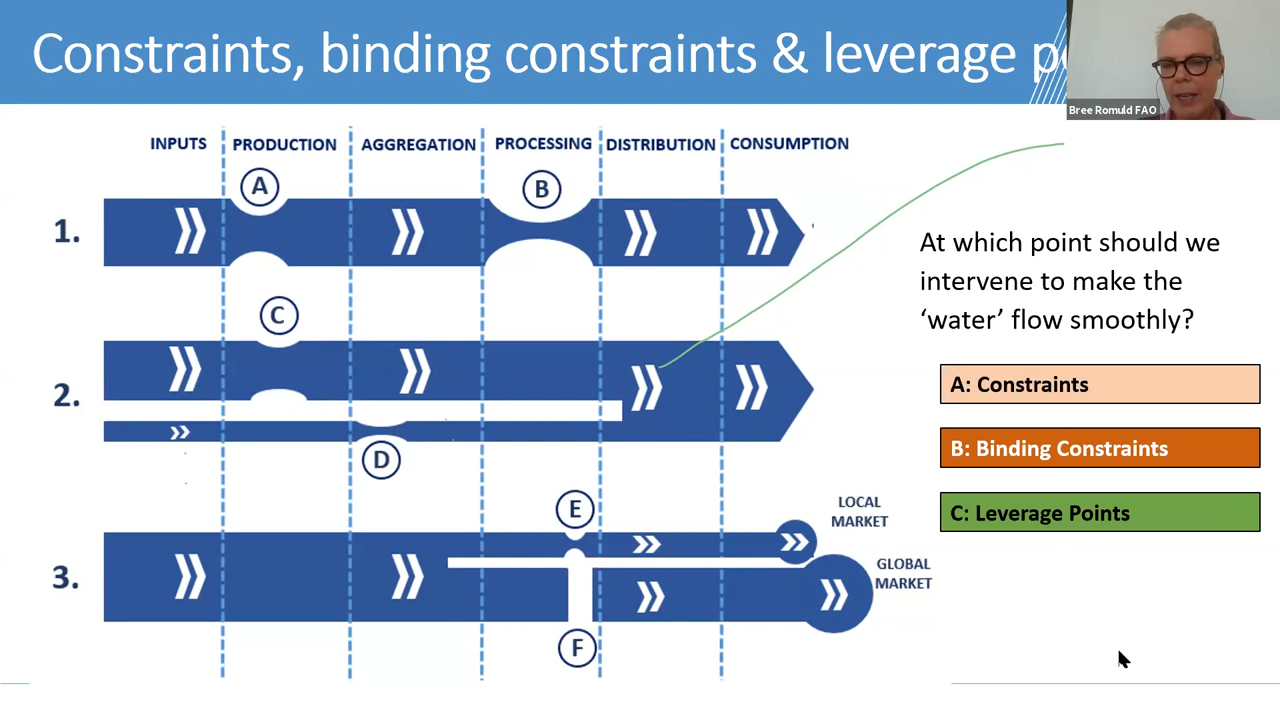 Constraints, binding constraints & leverage
Bree Romuld FAO
INPUTS PRODUCTION AGGREGATION PROCESSING DISTRIBUTION CONSUMPTION
A
B
1.
C
2.
D
E
LOCAL
MARKET
3.
GLOBAL
MARKET
F
At which point should we
intervene to make the
‘water’ flow smoothly?
A: Constraints
B: Binding Constraints
C: Leverage Points